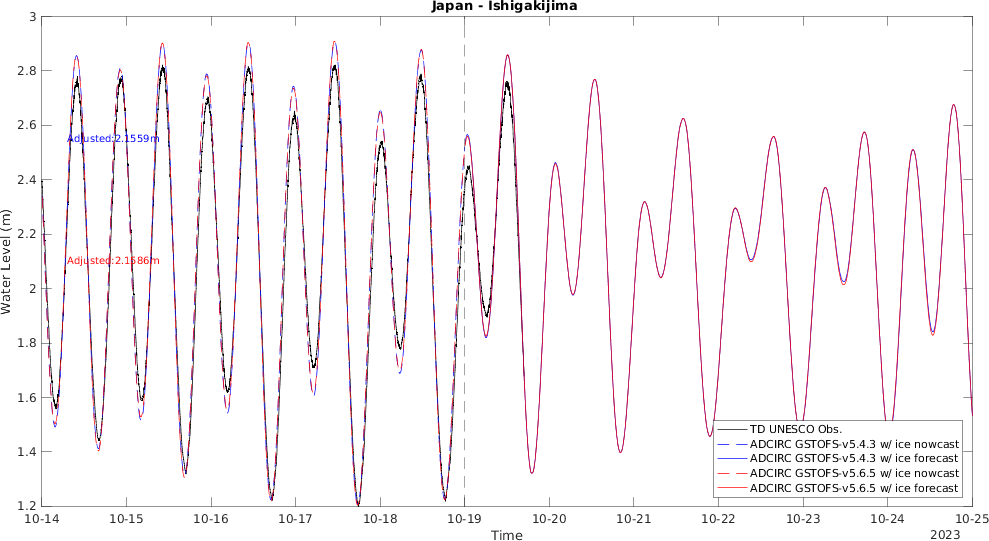 Japan - Ishigakijima
Water Level (m)
3
2.8
2.6
2.4
2.2
2
1.8
1.6
1.4
1.2
Adjusted:2.1559m
Adjusted:2.1686m
TD UNESCO Obs.
ADCIRC GSTOFS-v5.4.3 w/ ice nowcast
ADCIRC GSTOFS-v5.4.3 w/ ice forecast
ADCIRC GSTOFS-v5.6.5 w/ ice nowcast
ADCIRC GSTOFS-v5.6.5 w/ ice forecast
10-14 10-15 10-16 10-17 10-18 10-19 10-20 10-21 10-22 10-23 10-24 10-25
Time
2023